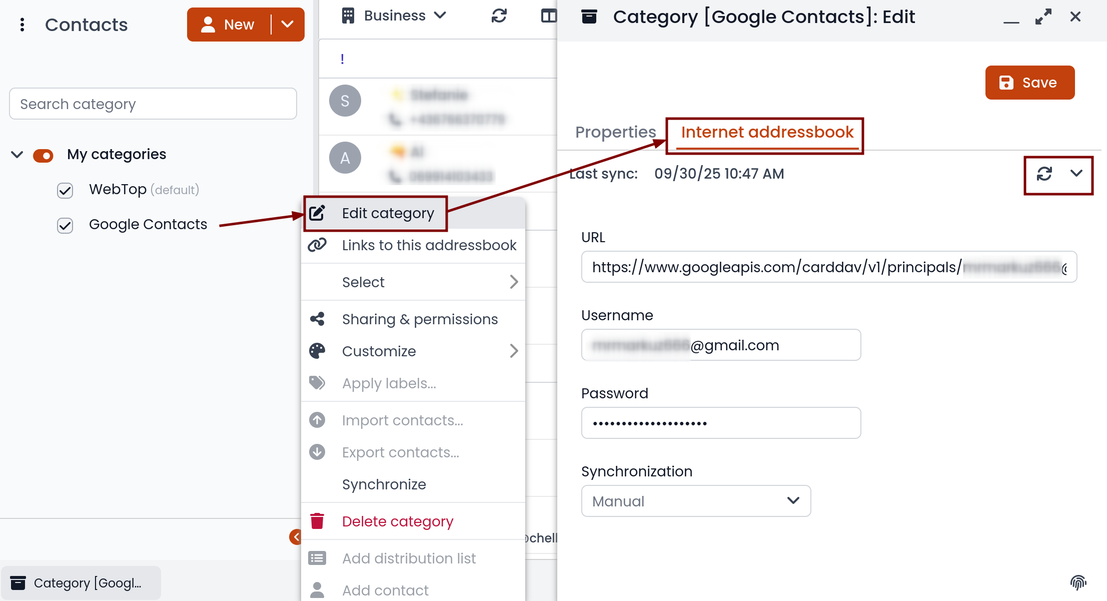 Contacts
New
Search category
My categories
WebTop (default)
Google Contacts
Category [Googl...
Business
!
S
A
Edit category
Links to this addressbook
Select
Sharing & permissions
Customize
Apply labels...
Import contacts...
Export contacts...
Synchronize
Delete category
Add distribution list
Add contact
Category [Google Contacts]: Edit
Save
Properties
Internet addressbook
Last sync: 09/30/25 10:47 AM
URL
https://www.googleapis.com/carddav/v1/principals/
Username
@gmail.com
Password
Synchronization
Manual